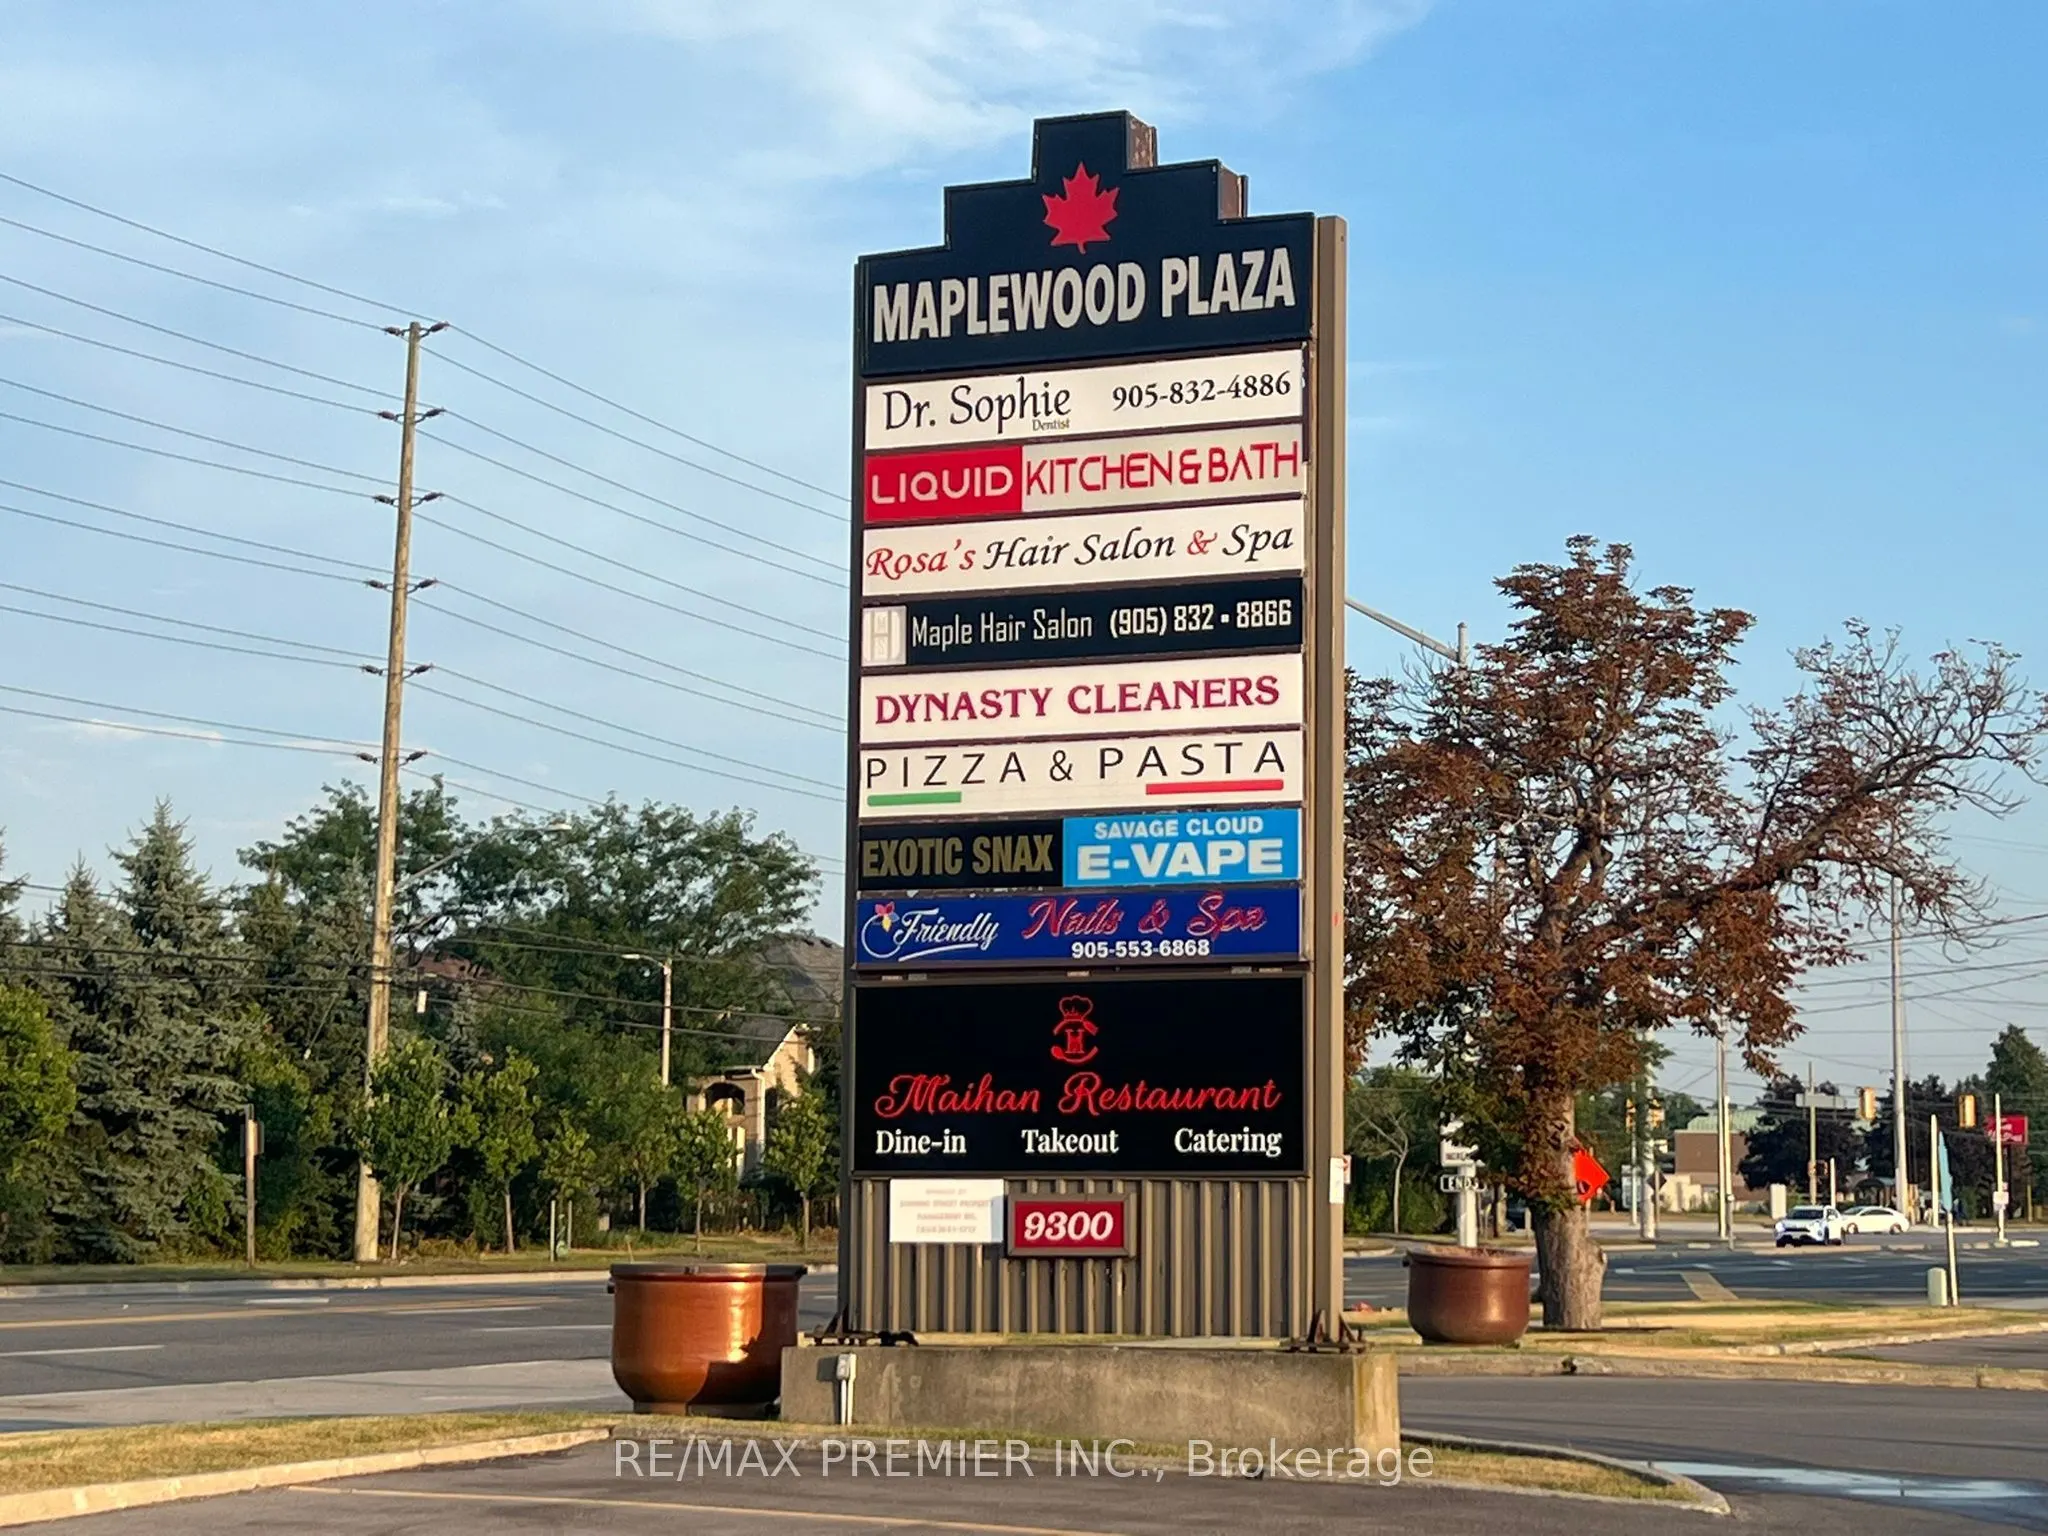 MAPLEWOOD PLAZA
Dr. Sophie 905-832-4886
Dentist
LIQUID KITCHEN & BATH
Rosa's Hair Salon & Spa
Maple Hair Salon (905) 832 - 8866
DYNASTY CLEANERS
PIZZA & PASTA
EXOTIC SNAX
SAVAGE CLOUD
E-VAPE
Friendly Nails & Spa
905-553-6868
Maihan Restaurant
Dine-in Takeout Catering
9300
ENDS
RE/MAX PREMIER INC., Brokerage